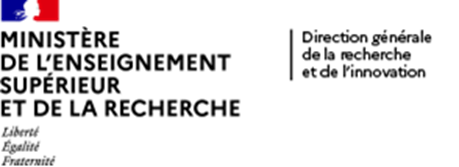 MINISTÈRE
DE L'ENSEIGNEMENT
SUPÉRIEUR
ET DE LA RECHERCHE
Liberté
Égalité
Fraternité
Direction générale
de la recherche
et de l'innovation